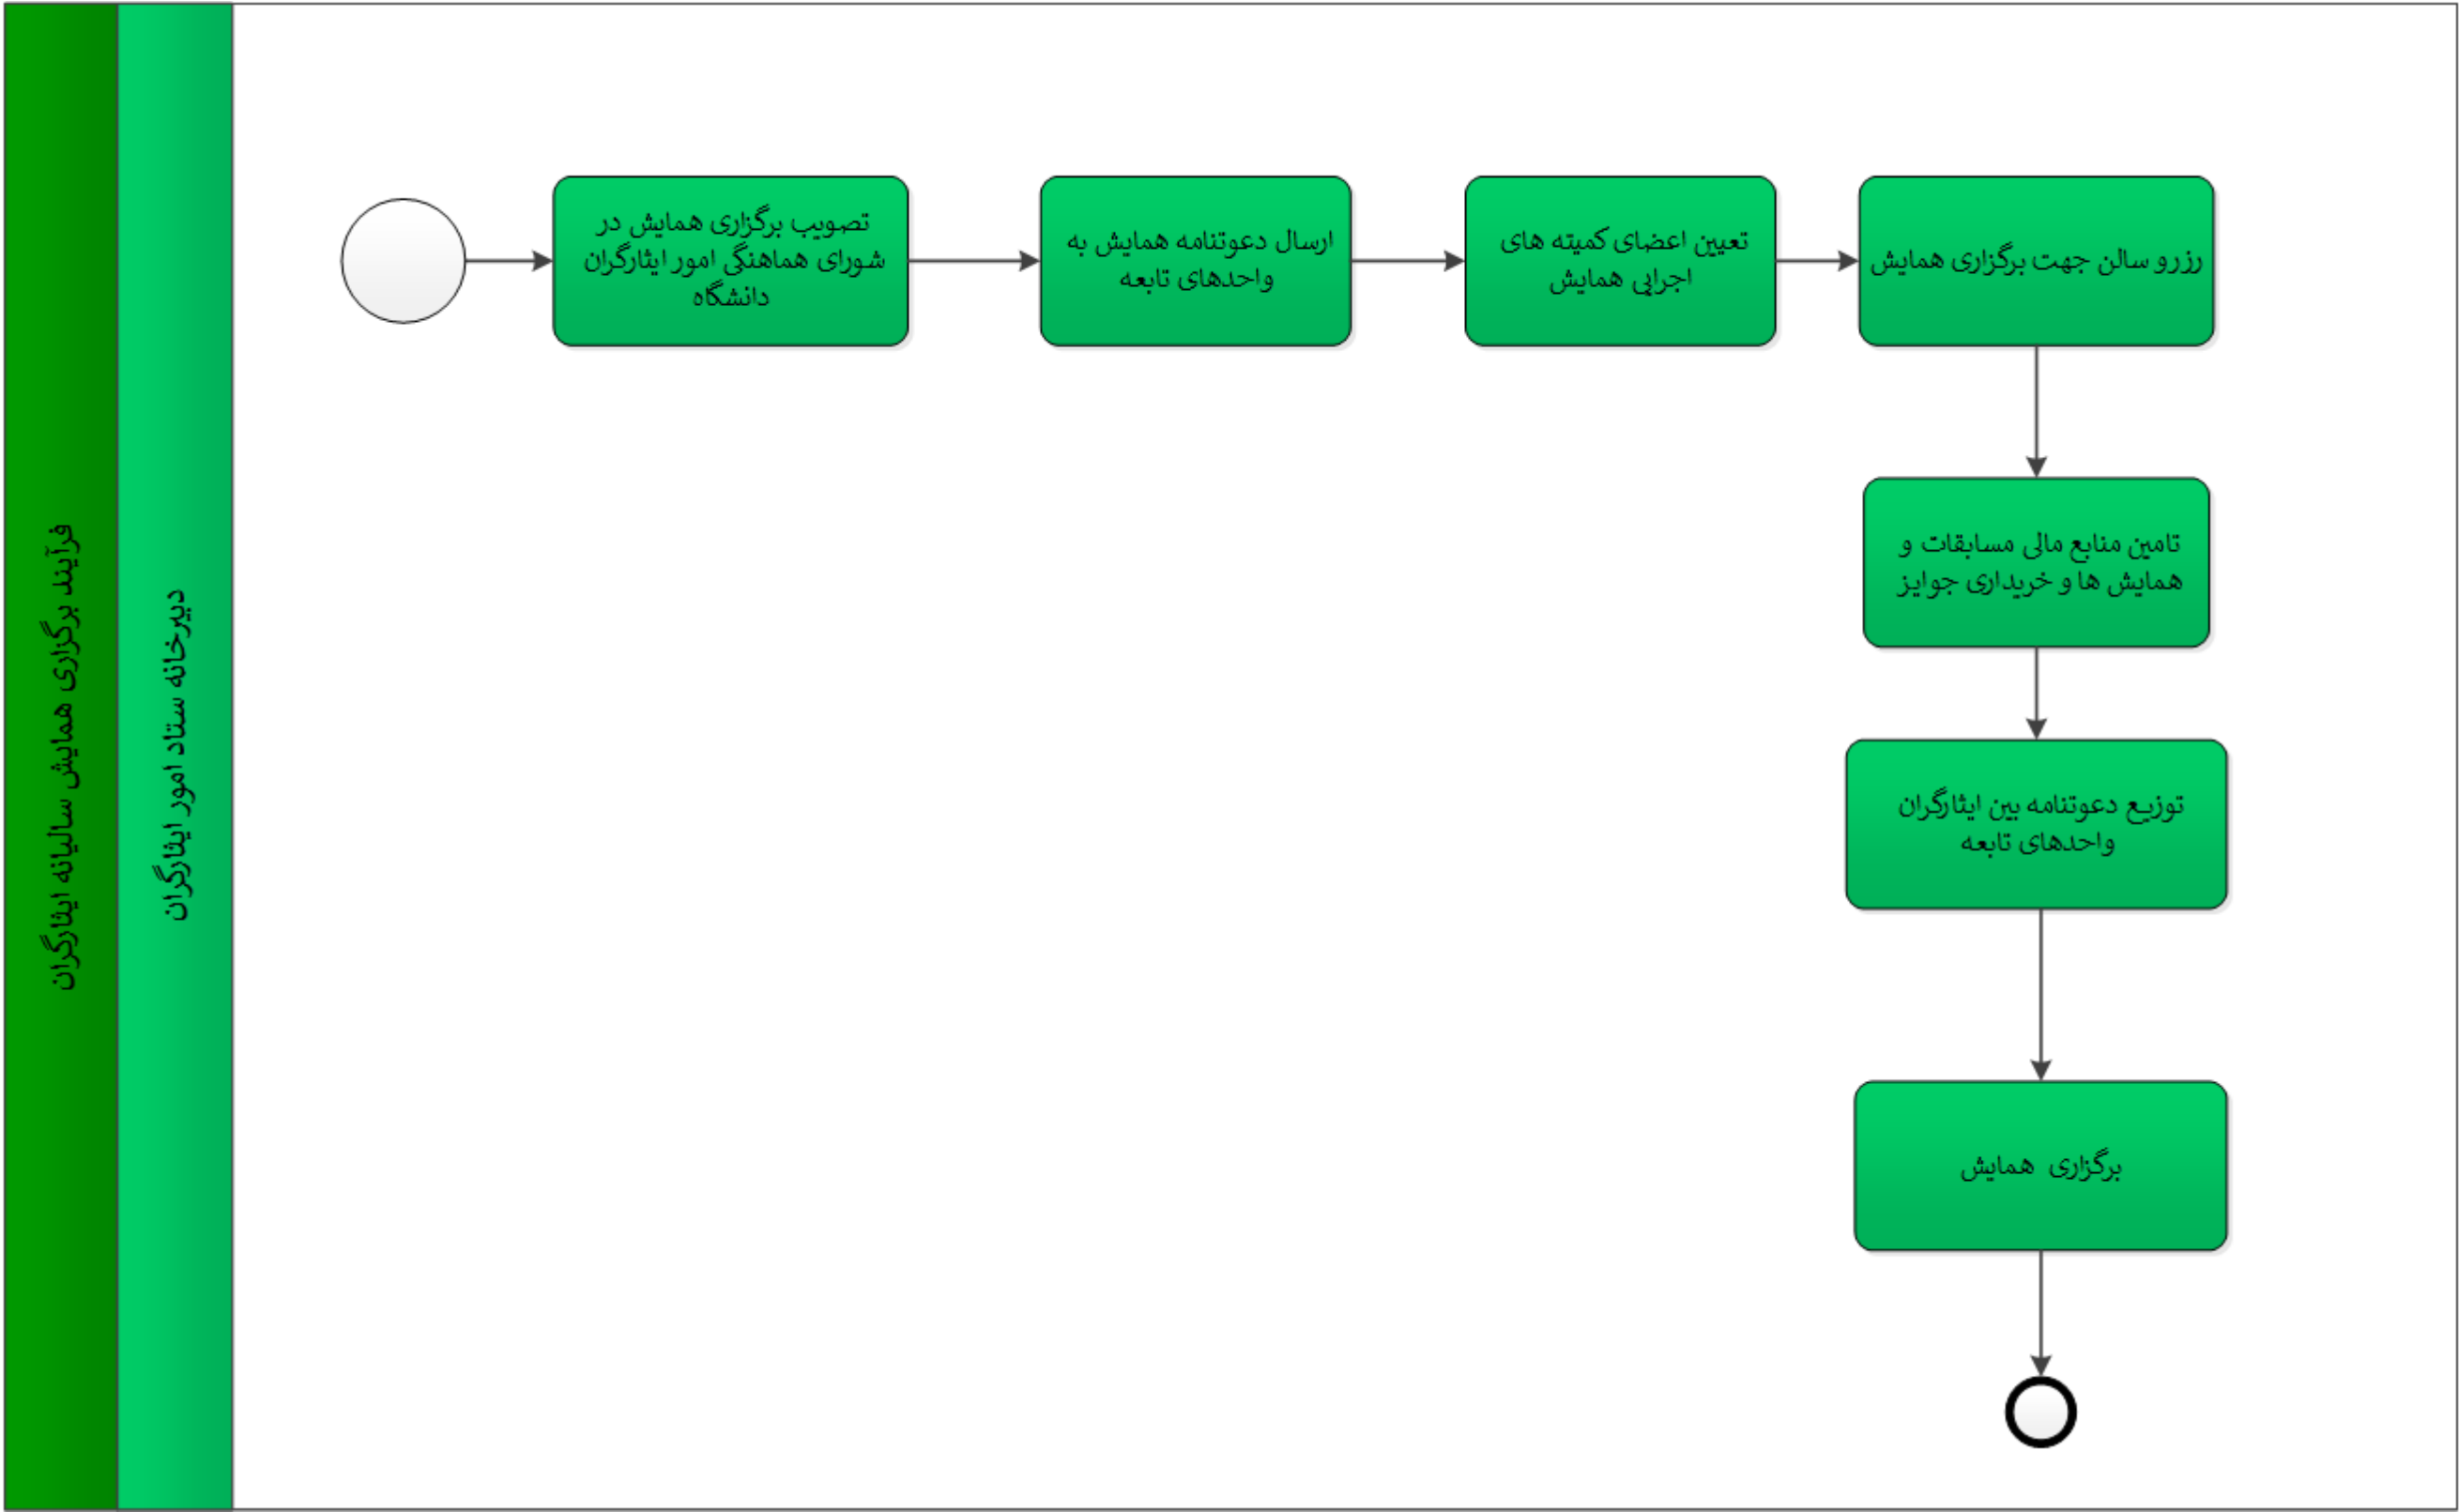 فرآیند برگزاری همایش سالیانه ایثارگران
دبیرخانه ستاد امور ایثارگران
تصویب برگزاری همایش در
شورای هماهنگی امور ایثارگران
دانشگاه
ارسال دعوتنامه همایش به
واحدهای تابعه
تعیین اعضای کمیته های
اجرایی همایش
رزرو سالن جهت برگزاری همایش
تامین منابع مالی مسابقات و
همایش ها و خریداری جوایز
توزیع دعوتنامه بین ایثارگران
واحدهای تابعه
برگزاری همایش